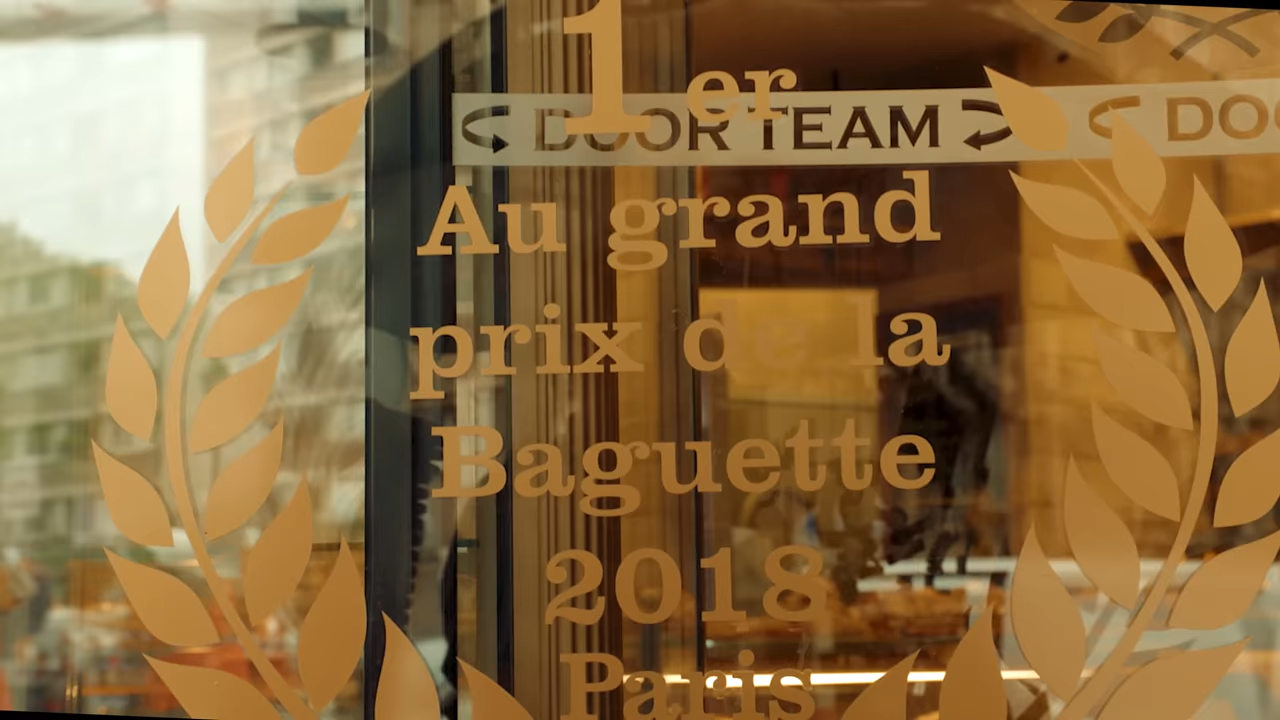 1er
DOOR TEAM
DOO
Au grand
prix de la
Baguette
2018
Paris